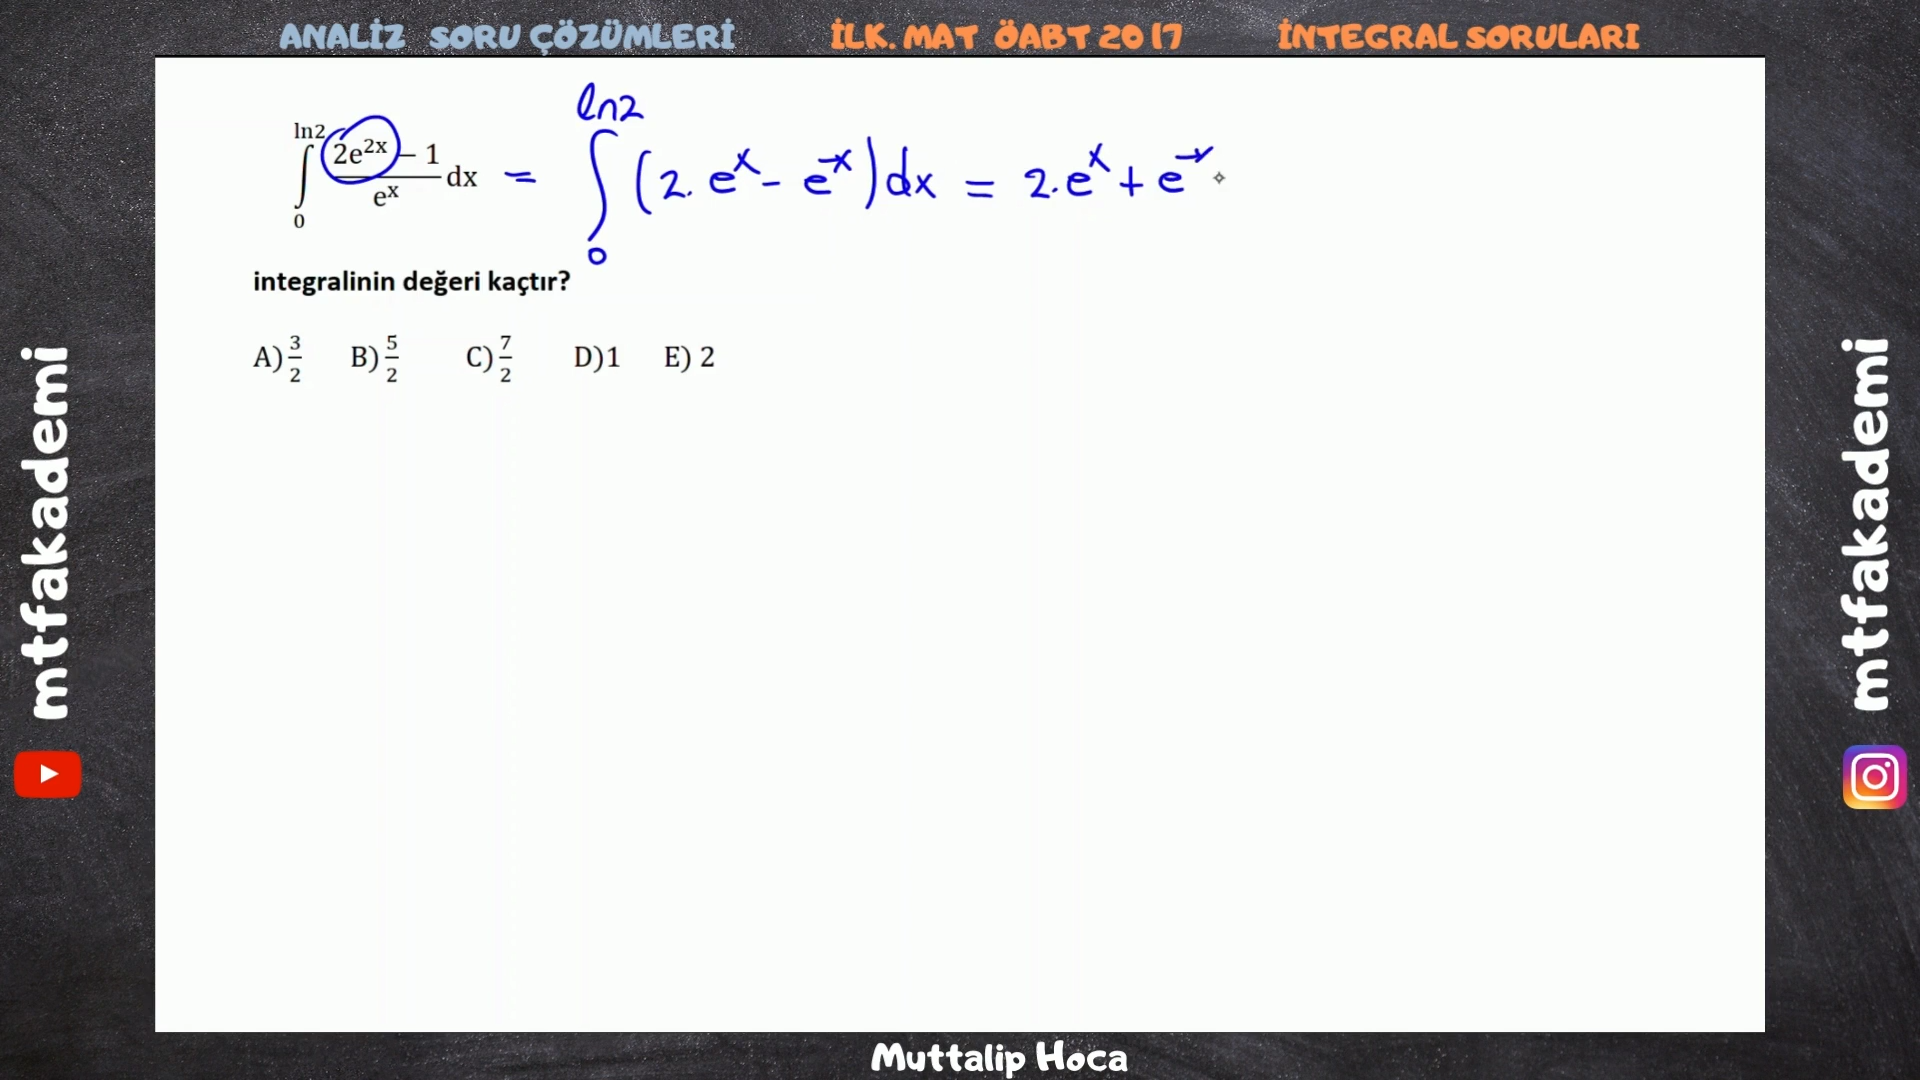 ANALİZ SORU ÇÖZÜMLERİ İLK. MAT ÖABT 2017 İNTEGRAL SORULARI
∫₀^{ln2} (2e^{2x} − 1)/e^x dx = ∫₀^{ln2} (2.e^x − e^{-x})dx = 2.e^x + e^{-x}
integralinin değeri kaçtır?
A) 3/2 B) 5/2 C) 7/2 D)1 E) 2
mtfakademi
mtfakademi
Muttalip Hoca